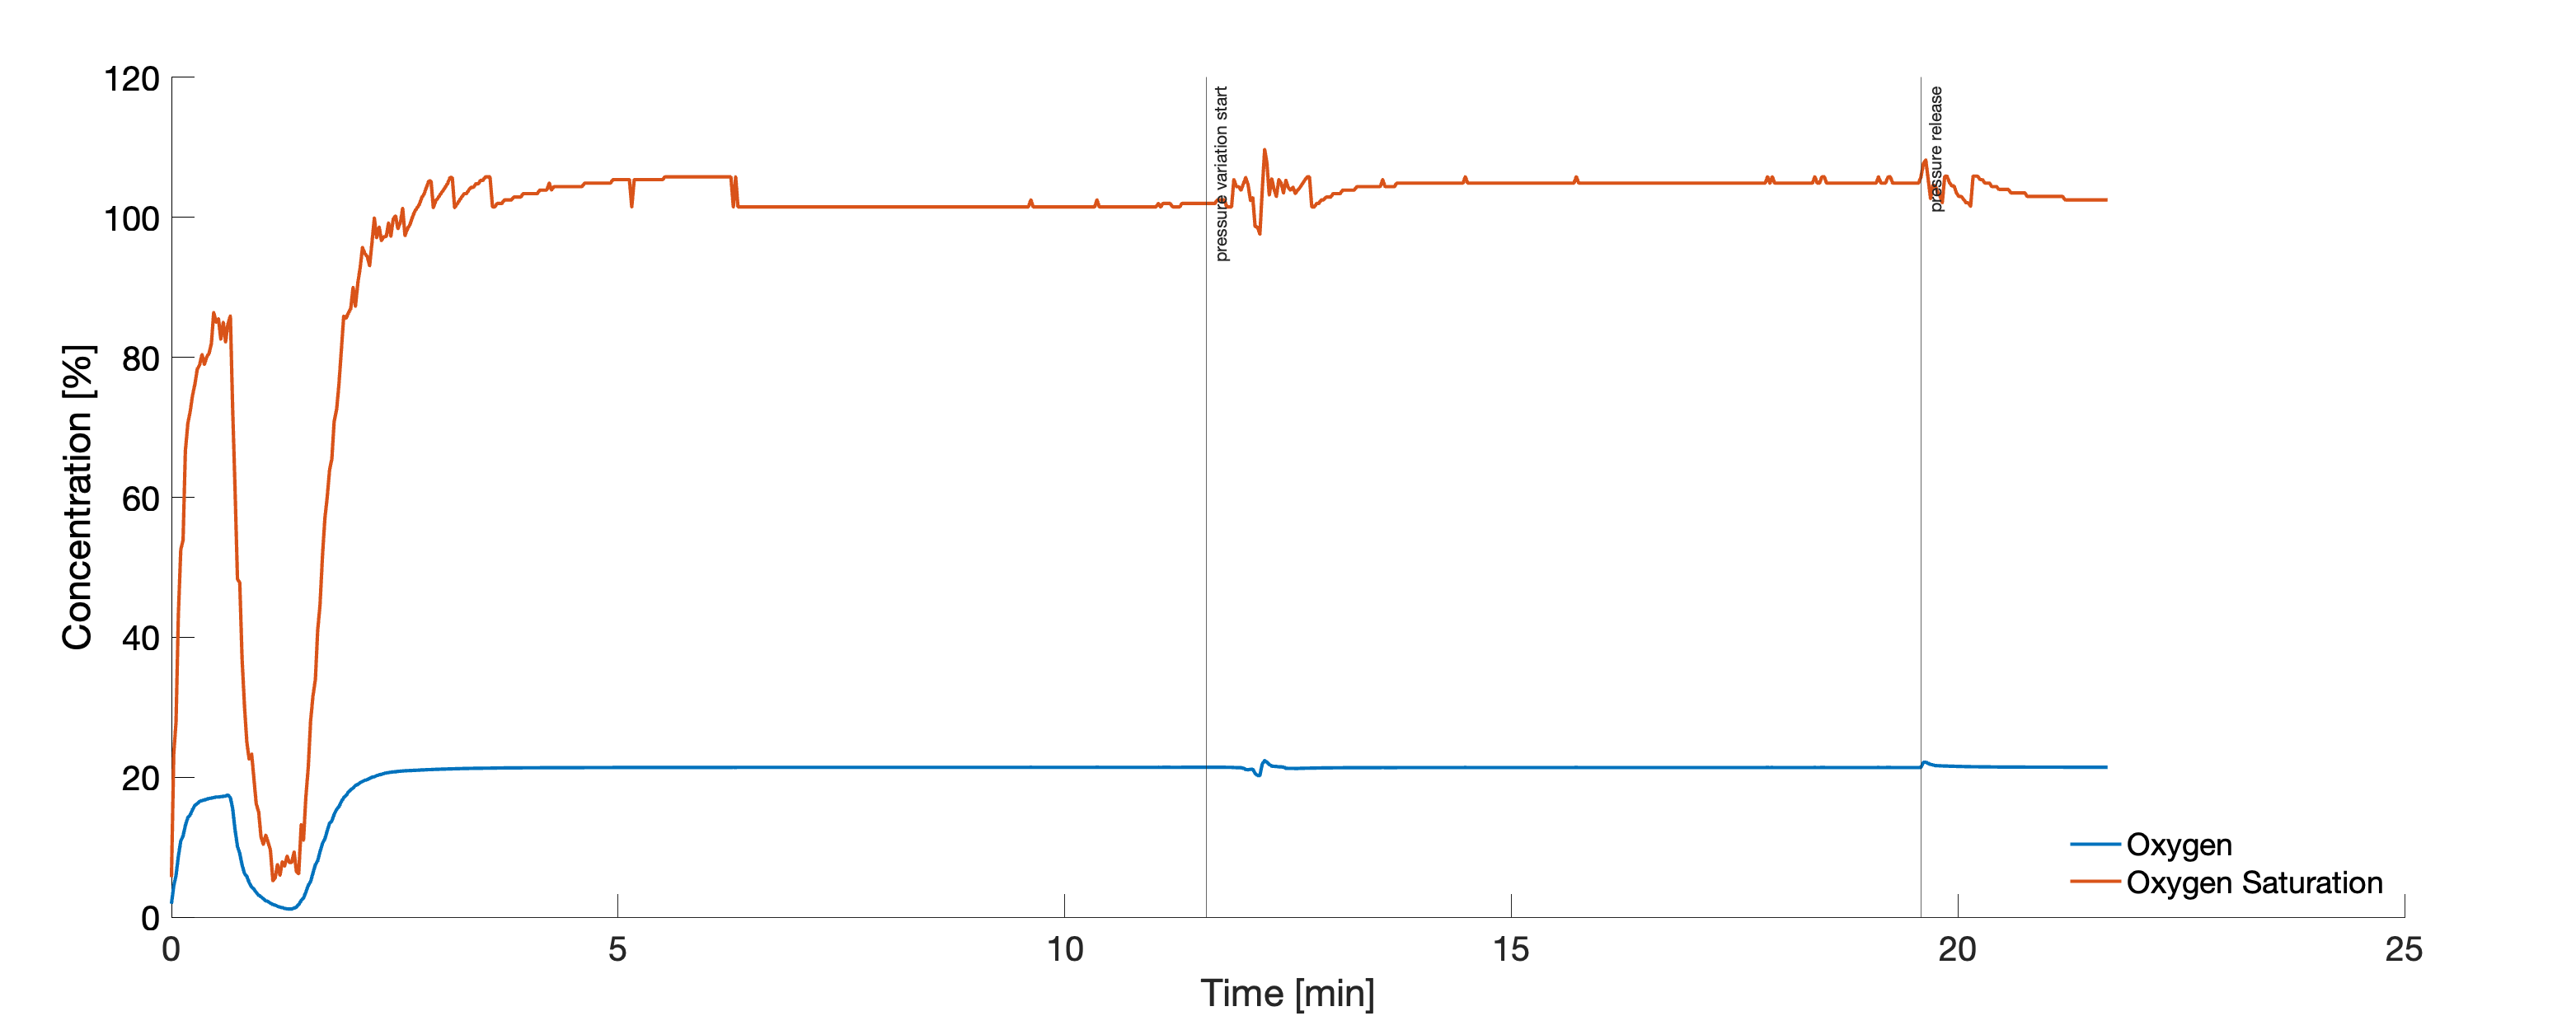 120
100
80
60
40
20
0
Concentration [%]
pressure variation start
pressure release
Oxygen
Oxygen Saturation
0 5 10 15 20 25
Time [min]